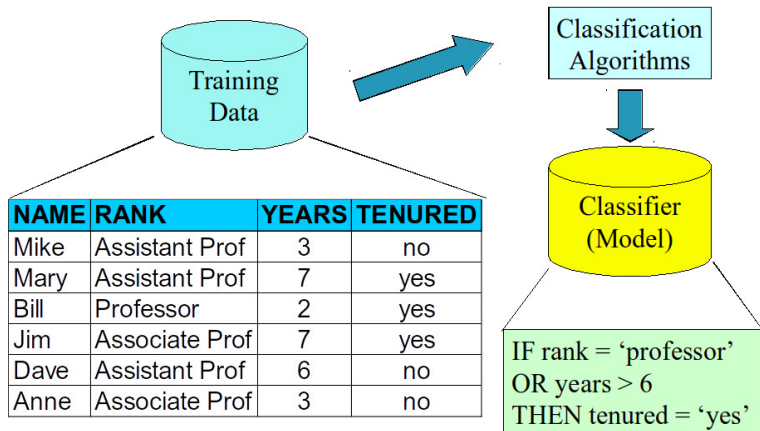 Training
Data
Classification
Algorithms
NAME RANK YEARS TENURED
Mike Assistant Prof 3 no
Mary Assistant Prof 7 yes
Bill Professor 2 yes
Jim Associate Prof 7 yes
Dave Assistant Prof 6 no
Anne Associate Prof 3 no
Classifier
(Model)
IF rank = ‘professor’
OR years > 6
THEN tenured = ‘yes’